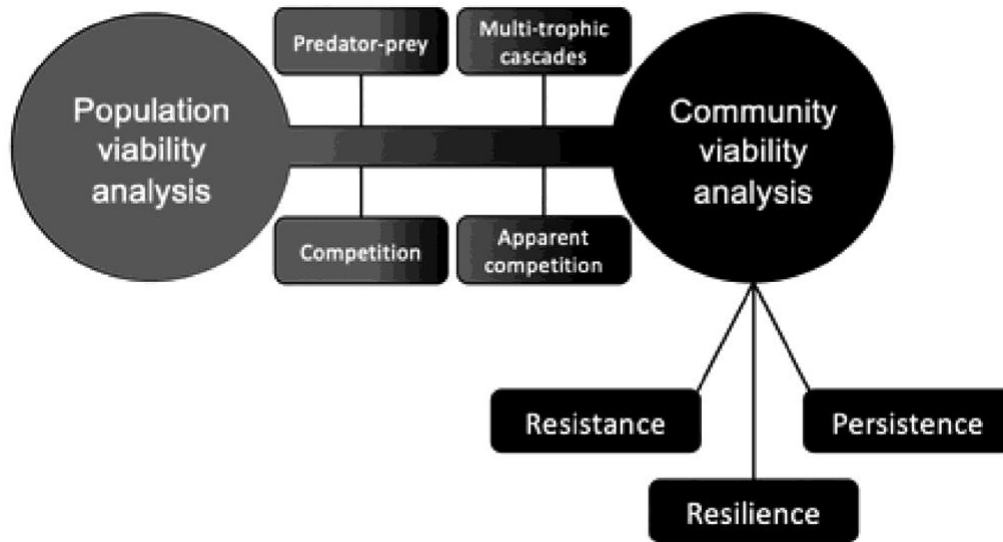 Population
viability
analysis
Predator-prey
Multi-trophic
cascades
Competition
Apparent
competition
Community
viability
analysis
Resistance
Persistence
Resilience